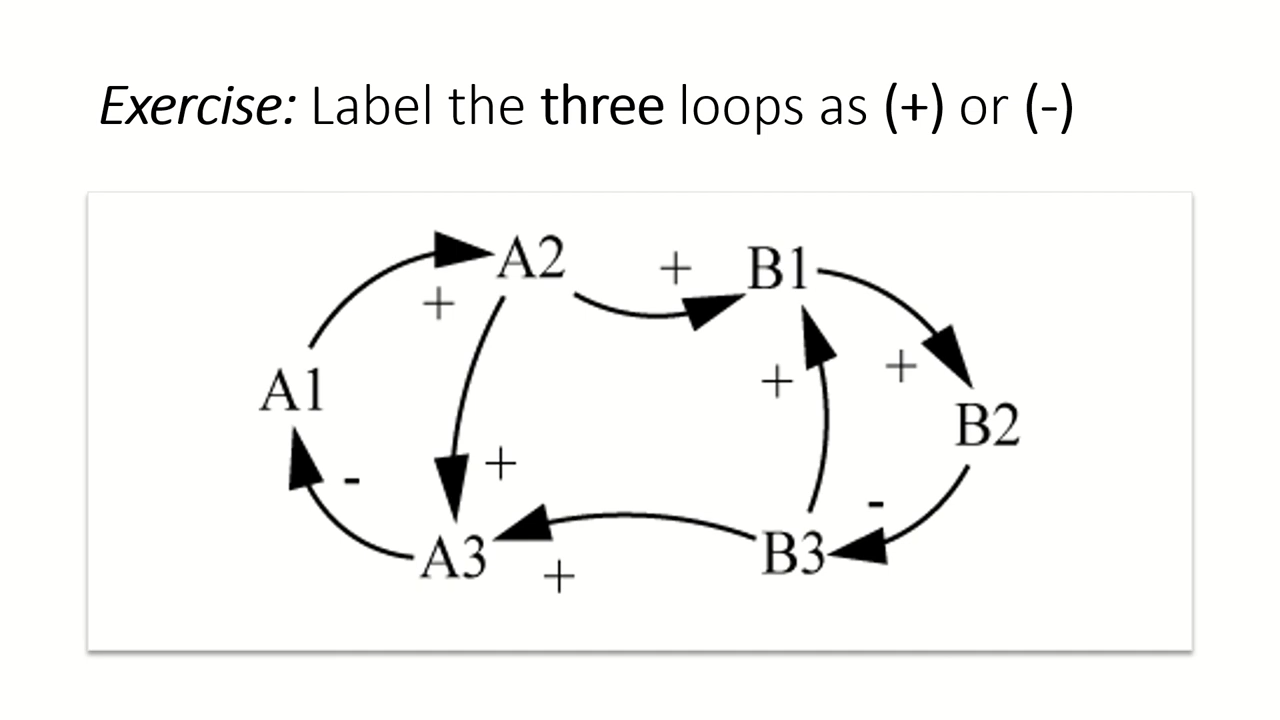 Exercise: Label the three loops as (+) or (-)
A2 + B1
+
A1 + + B2
- + -
A3 + B3